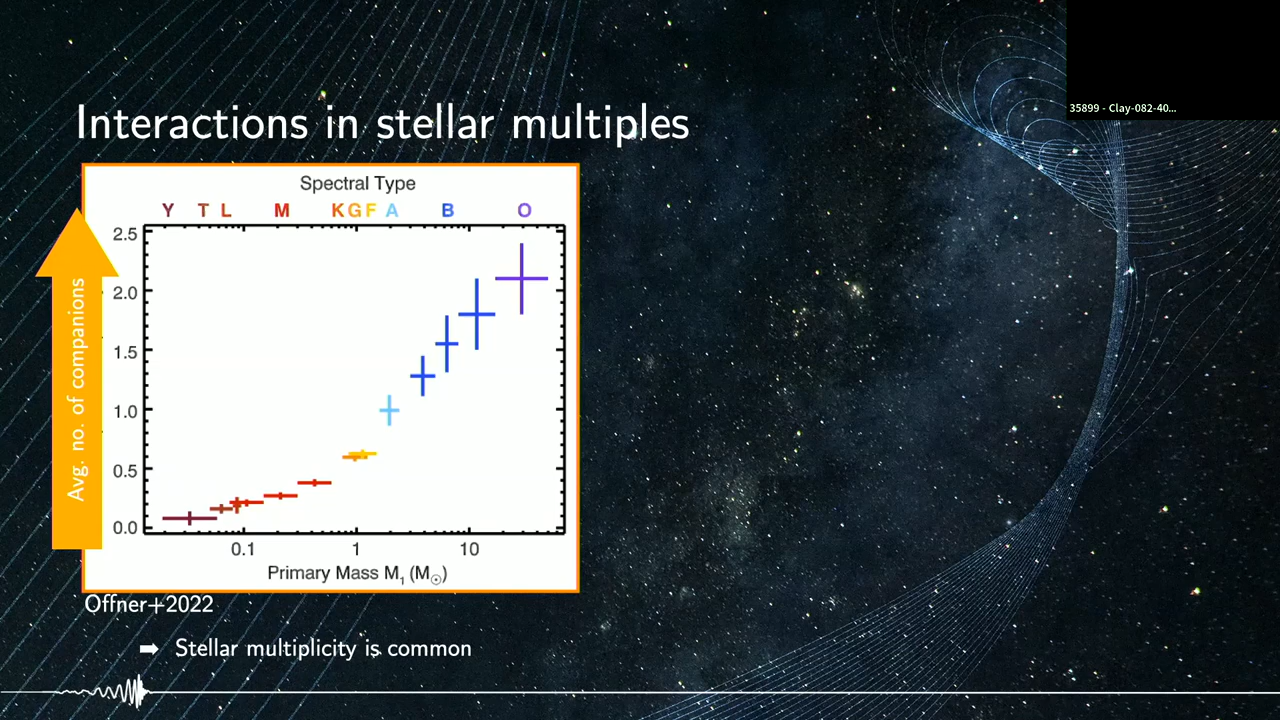 35899 - Clay-082-40...
Interactions in stellar multiples
Spectral Type
Y T L M K G F A B O
Avg. no. of companions
2.5
2.0
1.5
1.0
0.5
0.0
0.1 1 10
Primary Mass M₁ (M☉)
Offner+2022
➡ Stellar multiplicity is common